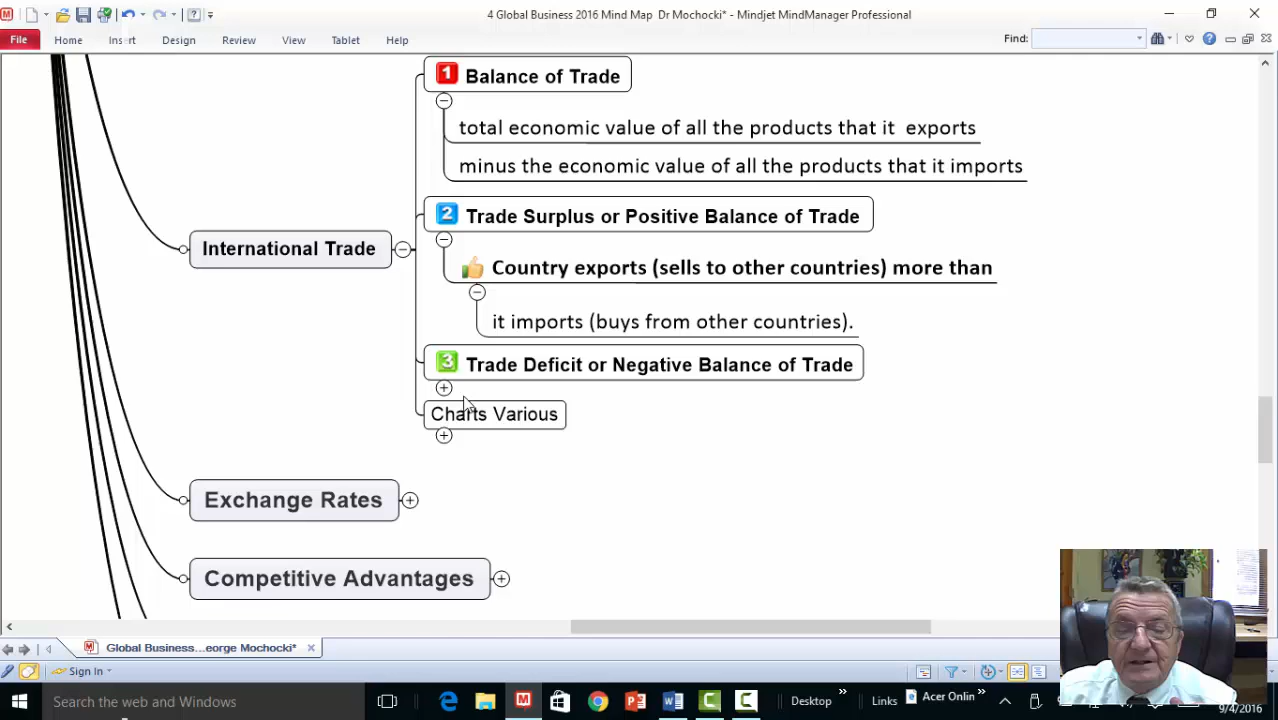 4 Global Business 2016 Mind Map Dr Mochocki* - Mindjet MindManager Professional
File Home Insert Design Review View Tablet Help Find:
1 Balance of Trade
total economic value of all the products that it exports
minus the economic value of all the products that it imports
2 Trade Surplus or Positive Balance of Trade
International Trade
Country exports (sells to other countries) more than
it imports (buys from other countries).
3 Trade Deficit or Negative Balance of Trade
Charts Various
Exchange Rates
Competitive Advantages
Global Business...eorge Mochocki*
Sign In
Search the web and Windows
Desktop
Links
Acer Onlin
9/4/2016